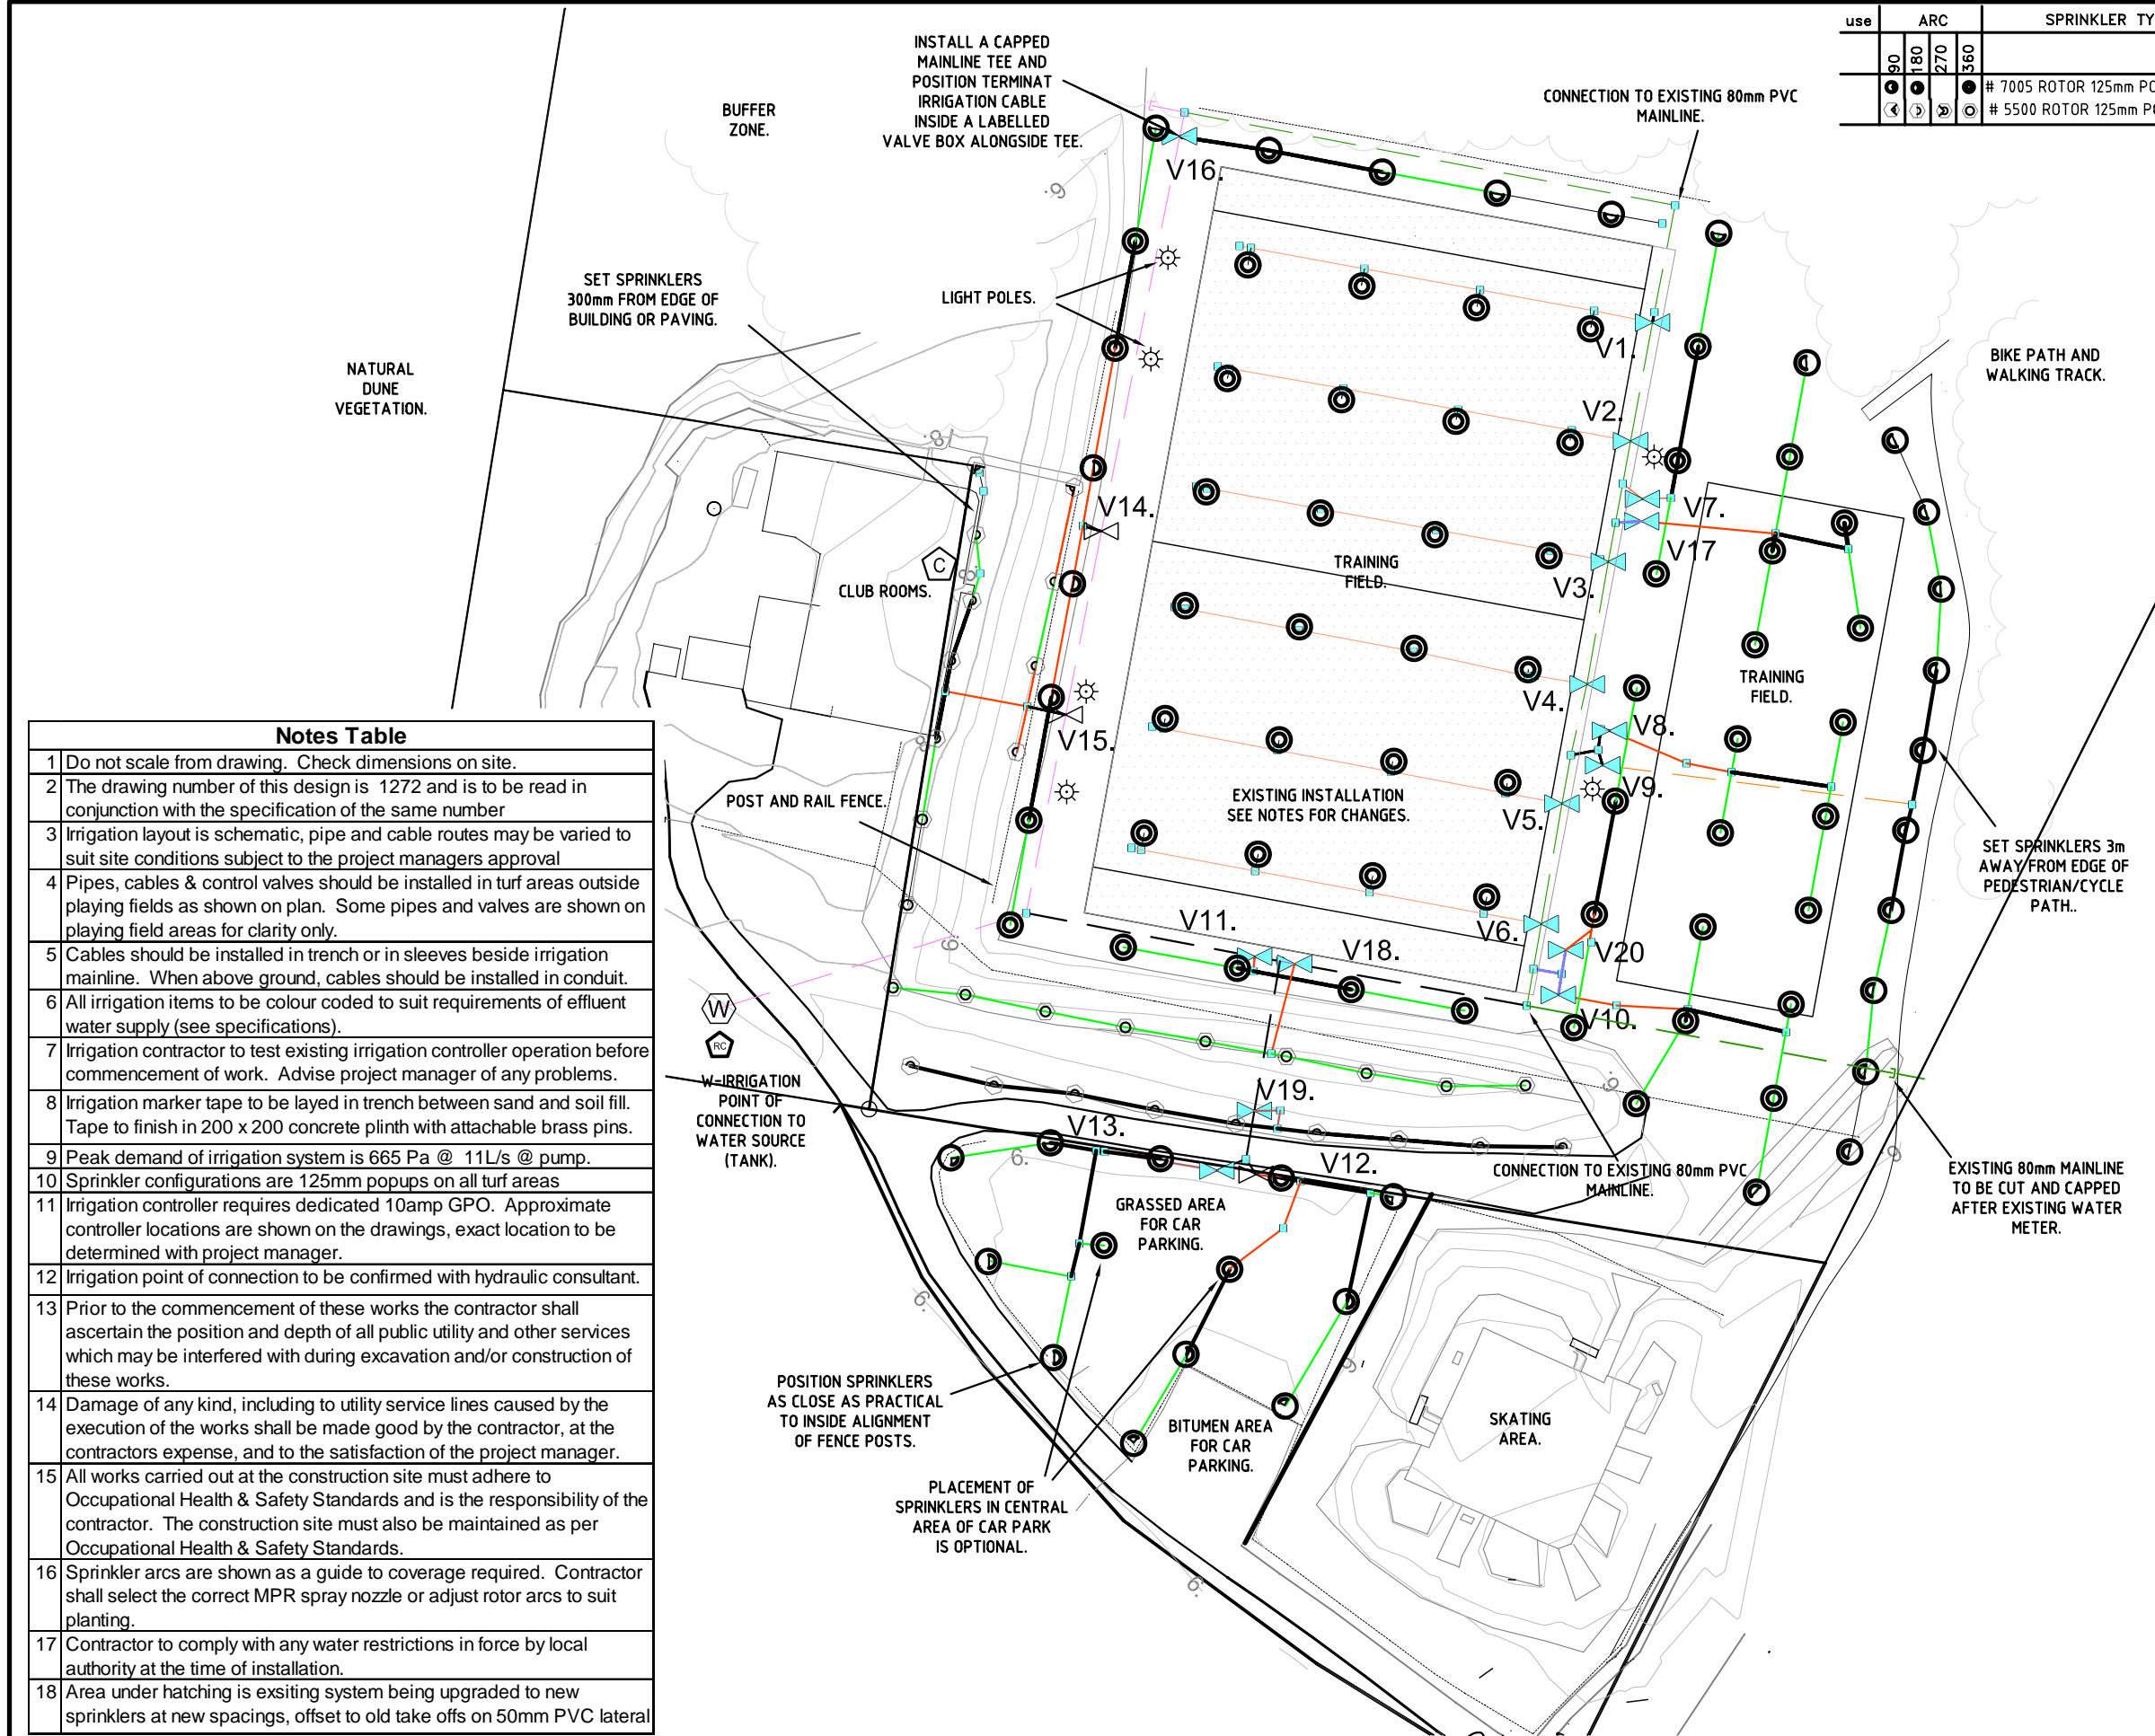 use ARC SPRINKLER TY
90 180 270 360
# 7005 ROTOR 125mm PO
# 5500 ROTOR 125mm P
INSTALL A CAPPED
MAINLINE TEE AND
POSITION TERMINAT
IRRIGATION CABLE
INSIDE A LABELLED
VALVE BOX ALONGSIDE TEE.
BUFFER
ZONE.
CONNECTION TO EXISTING 80mm PVC
MAINLINE.
V16.
9.
SET SPRINKLERS
300mm FROM EDGE OF
BUILDING OR PAVING.
LIGHT POLES.
NATURAL
DUNE
VEGETATION.
V1.
BIKE PATH AND
WALKING TRACK.
V2.
8.
V14.
V7.
V17
C
CLUB ROOMS.
8.
TRAINING
FIELD.
V3.
TRAINING
FIELD.
V4.
V8.
8.
V15.
V9.
POST AND RAIL FENCE.
EXISTING INSTALLATION
SEE NOTES FOR CHANGES.
V5.
SET SPRINKLERS 3m
AWAY FROM EDGE OF
PEDESTRIAN/CYCLE
PATH..
V11.
V18.
V6.
V20
9.
W
RC
V10.
9.
W-IRRIGATION
POINT OF
CONNECTION TO
WATER SOURCE
(TANK).
V19.
V13.
6.
V12.
9
CONNECTION TO EXISTING 80mm PVC
MAINLINE.
EXISTING 80mm MAINLINE
TO BE CUT AND CAPPED
AFTER EXISTING WATER
METER.
GRASSED AREA
FOR CAR
PARKING.
6.
9.
POSITION SPRINKLERS
AS CLOSE AS PRACTICAL
TO INSIDE ALIGNMENT
OF FENCE POSTS.
BITUMEN AREA
FOR CAR
PARKING.
SKATING
AREA.
PLACEMENT OF
SPRINKLERS IN CENTRAL
AREA OF CAR PARK
IS OPTIONAL.
6.
Notes Table
1 Do not scale from drawing. Check dimensions on site.
2 The drawing number of this design is 1272 and is to be read in
conjunction with the specification of the same number
3 Irrigation layout is schematic, pipe and cable routes may be varied to
suit site conditions subject to the project managers approval
4 Pipes, cables & control valves should be installed in turf areas outside
playing fields as shown on plan. Some pipes and valves are shown on
playing field areas for clarity only.
5 Cables should be installed in trench or in sleeves beside irrigation
mainline. When above ground, cables should be installed in conduit.
6 All irrigation items to be colour coded to suit requirements of effluent
water supply (see specifications).
7 Irrigation contractor to test existing irrigation controller operation before
commencement of work. Advise project manager of any problems.
8 Irrigation marker tape to be layed in trench between sand and soil fill.
Tape to finish in 200 x 200 concrete plinth with attachable brass pins.
9 Peak demand of irrigation system is 665 Pa @ 11L/s @ pump.
10 Sprinkler configurations are 125mm popups on all turf areas
11 Irrigation controller requires dedicated 10amp GPO. Approximate
controller locations are shown on the drawings, exact location to be
determined with project manager.
12 Irrigation point of connection to be confirmed with hydraulic consultant.
13 Prior to the commencement of these works the contractor shall
ascertain the position and depth of all public utility and other services
which may be interfered with during excavation and/or construction of
these works.
14 Damage of any kind, including to utility service lines caused by the
execution of the works shall be made good by the contractor, at the
contractors expense, and to the satisfaction of the project manager.
15 All works carried out at the construction site must adhere to
Occupational Health & Safety Standards and is the responsibility of the
contractor. The construction site must also be maintained as per
Occupational Health & Safety Standards.
16 Sprinkler arcs are shown as a guide to coverage required. Contractor
shall select the correct MPR spray nozzle or adjust rotor arcs to suit
planting.
17 Contractor to comply with any water restrictions in force by local
authority at the time of installation.
18 Area under hatching is exsiting system being upgraded to new
sprinklers at new spacings, offset to old take offs on 50mm PVC lateral